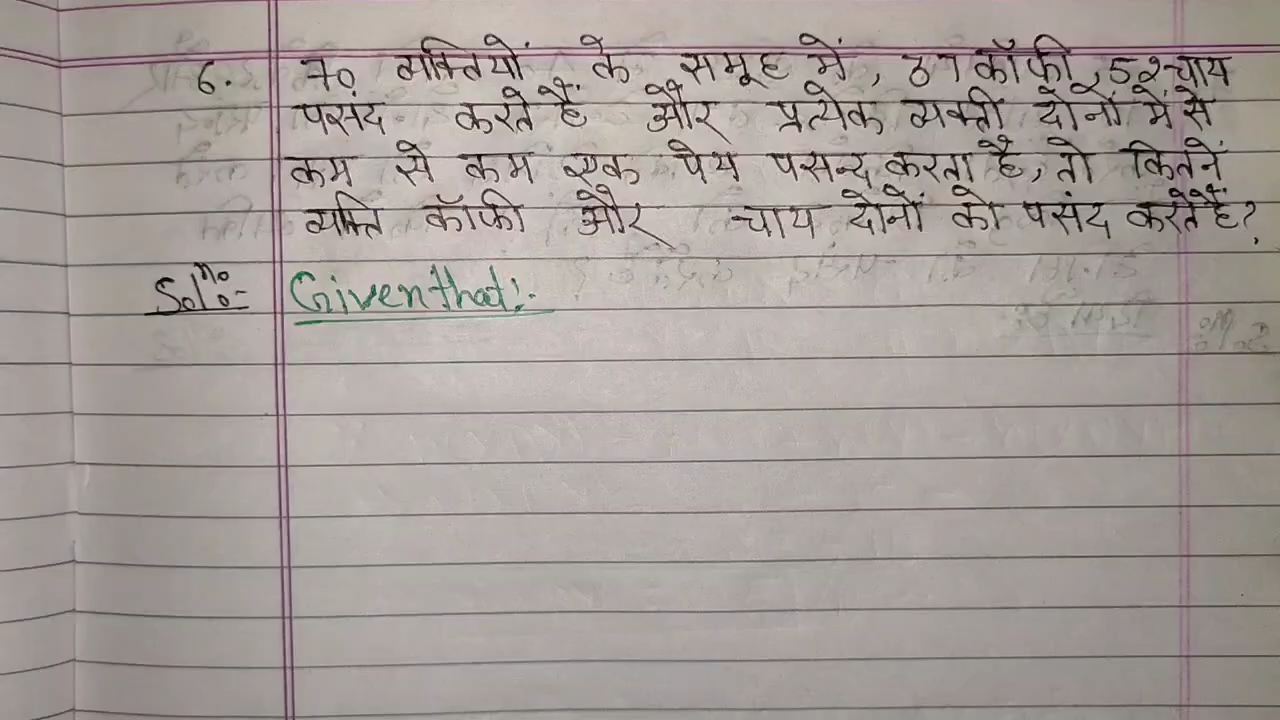 6. 70 व्यक्तियों के समूह में, 37 कॉफी, 52 चाय
पसंद करते हैं और प्रत्येक व्यक्ती दोनों में से
कम से कम एक पेय पसन्द करता है, तो कितनें
व्यक्ति कॉफी और चाय दोनों को पसंद करते हैं?
Solno:- Given that:-